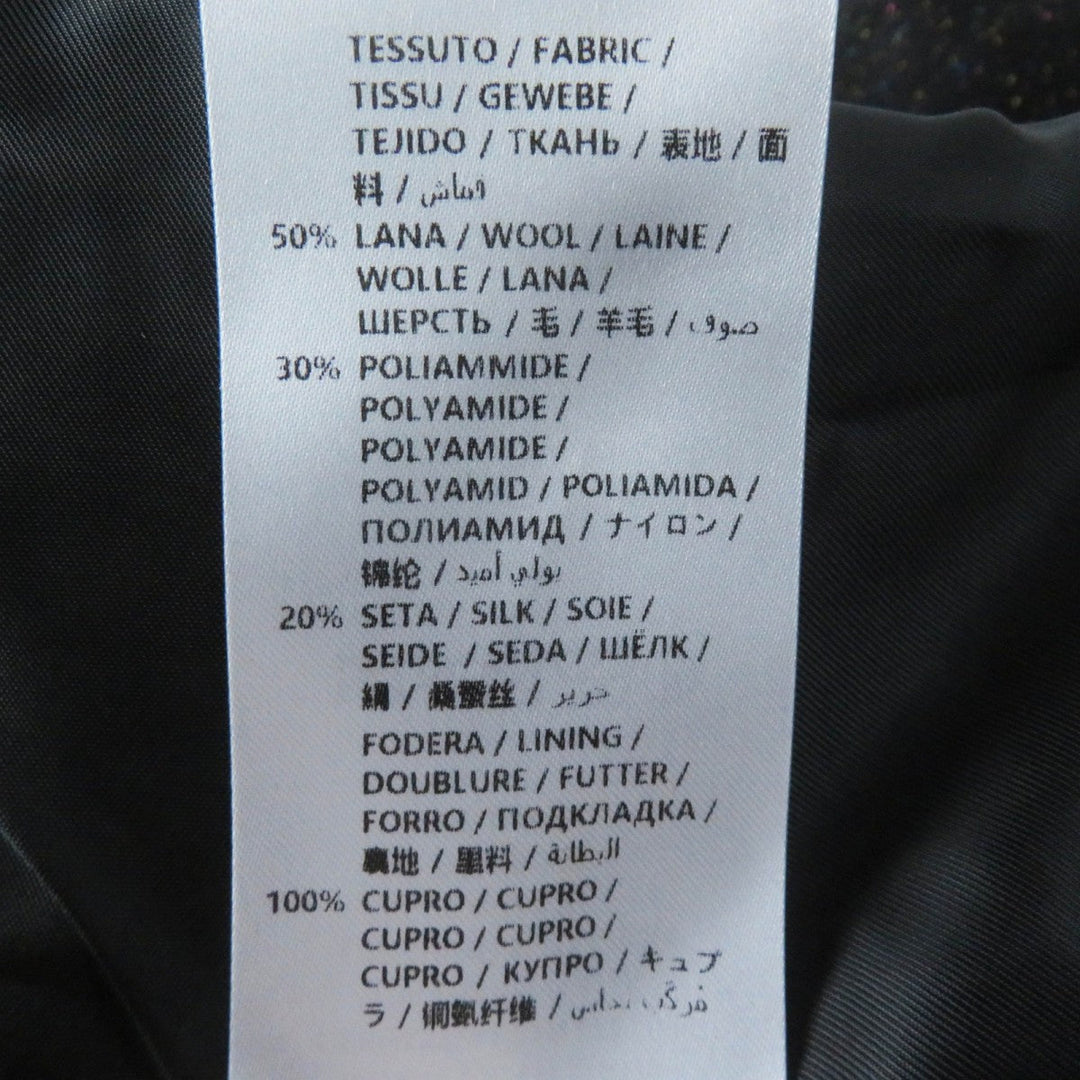 TESSUTO / FABRIC /
TISSU / GEWEBE /
TEJIDO / ТКАНЬ / 表地 / 面
料 / قماش
50% LANA / WOOL / LAINE /
WOLLE / LANA /
ШЕРСТЬ / 毛 / 羊毛 / صوف
30% POLIAMMIDE /
POLYAMIDE /
POLYAMIDE /
POLYAMID / POLIAMIDA /
ПОЛИАМИД / ナイロン /
锦纶 / بولي أميد
20% SETA / SILK / SOIE /
SEIDE / SEDA / ШЁЛК /
絹 / 桑蚕丝 / حرير
FODERA / LINING /
DOUBLURE / FUTTER /
FORRO / ПОДКЛАДКА /
裏地 / 里料 / البطانة
100% CUPRO / CUPRO /
CUPRO / CUPRO /
CUPRO / КУПРО / キュプ
ラ / 铜氨纤维 / مُركّب نحاس